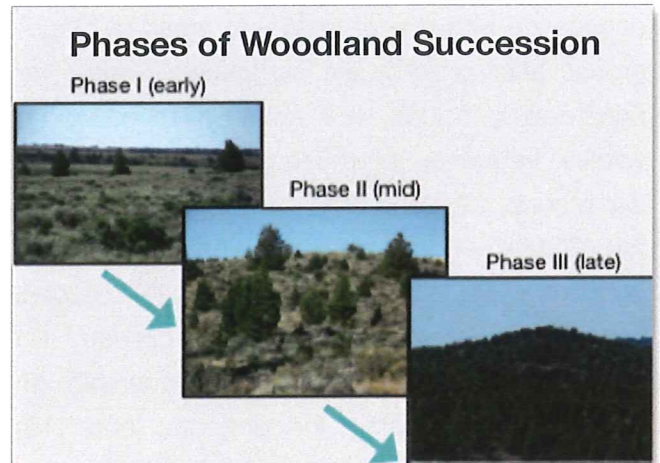 Phases of Woodland Succession
Phase I (early)
Phase II (mid)
Phase III (late)